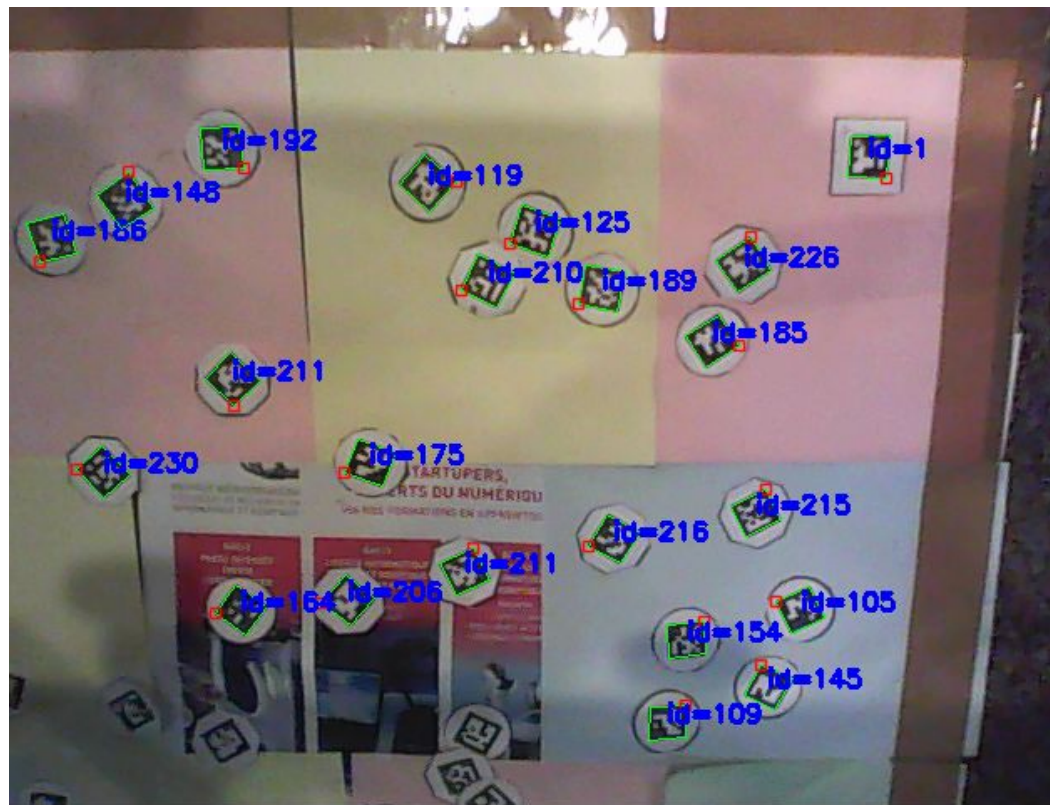 id=192
id=119
id=1
id=148
id=186
id=125
id=226
id=210
id=189
id=185
id=211
id=230
id=175
STARTUPERS,
DU NUMÉRIQU
id=215
id=216
id=211
id=164
id=206
id=105
id=154
id=145
id=109